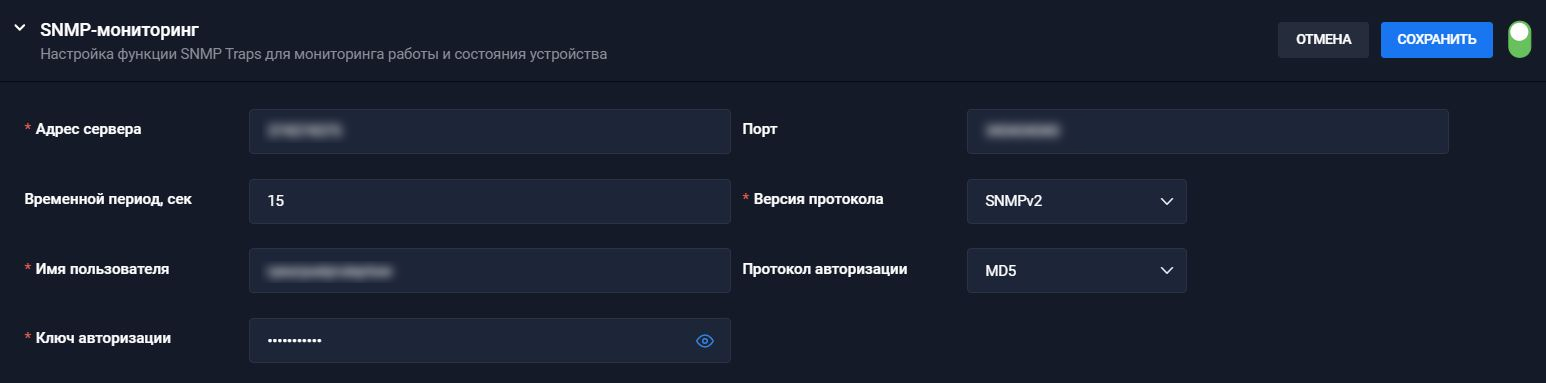 SNMP-мониторинг
Настройка функции SNMP Traps для мониторинга работы и состояния устройства
ОТМЕНА
СОХРАНИТЬ
* Адрес сервера
Порт
Временной период, сек
15
* Версия протокола
SNMPv2
* Имя пользователя
Протокол авторизации
MD5
* Ключ авторизации
•••••••••••